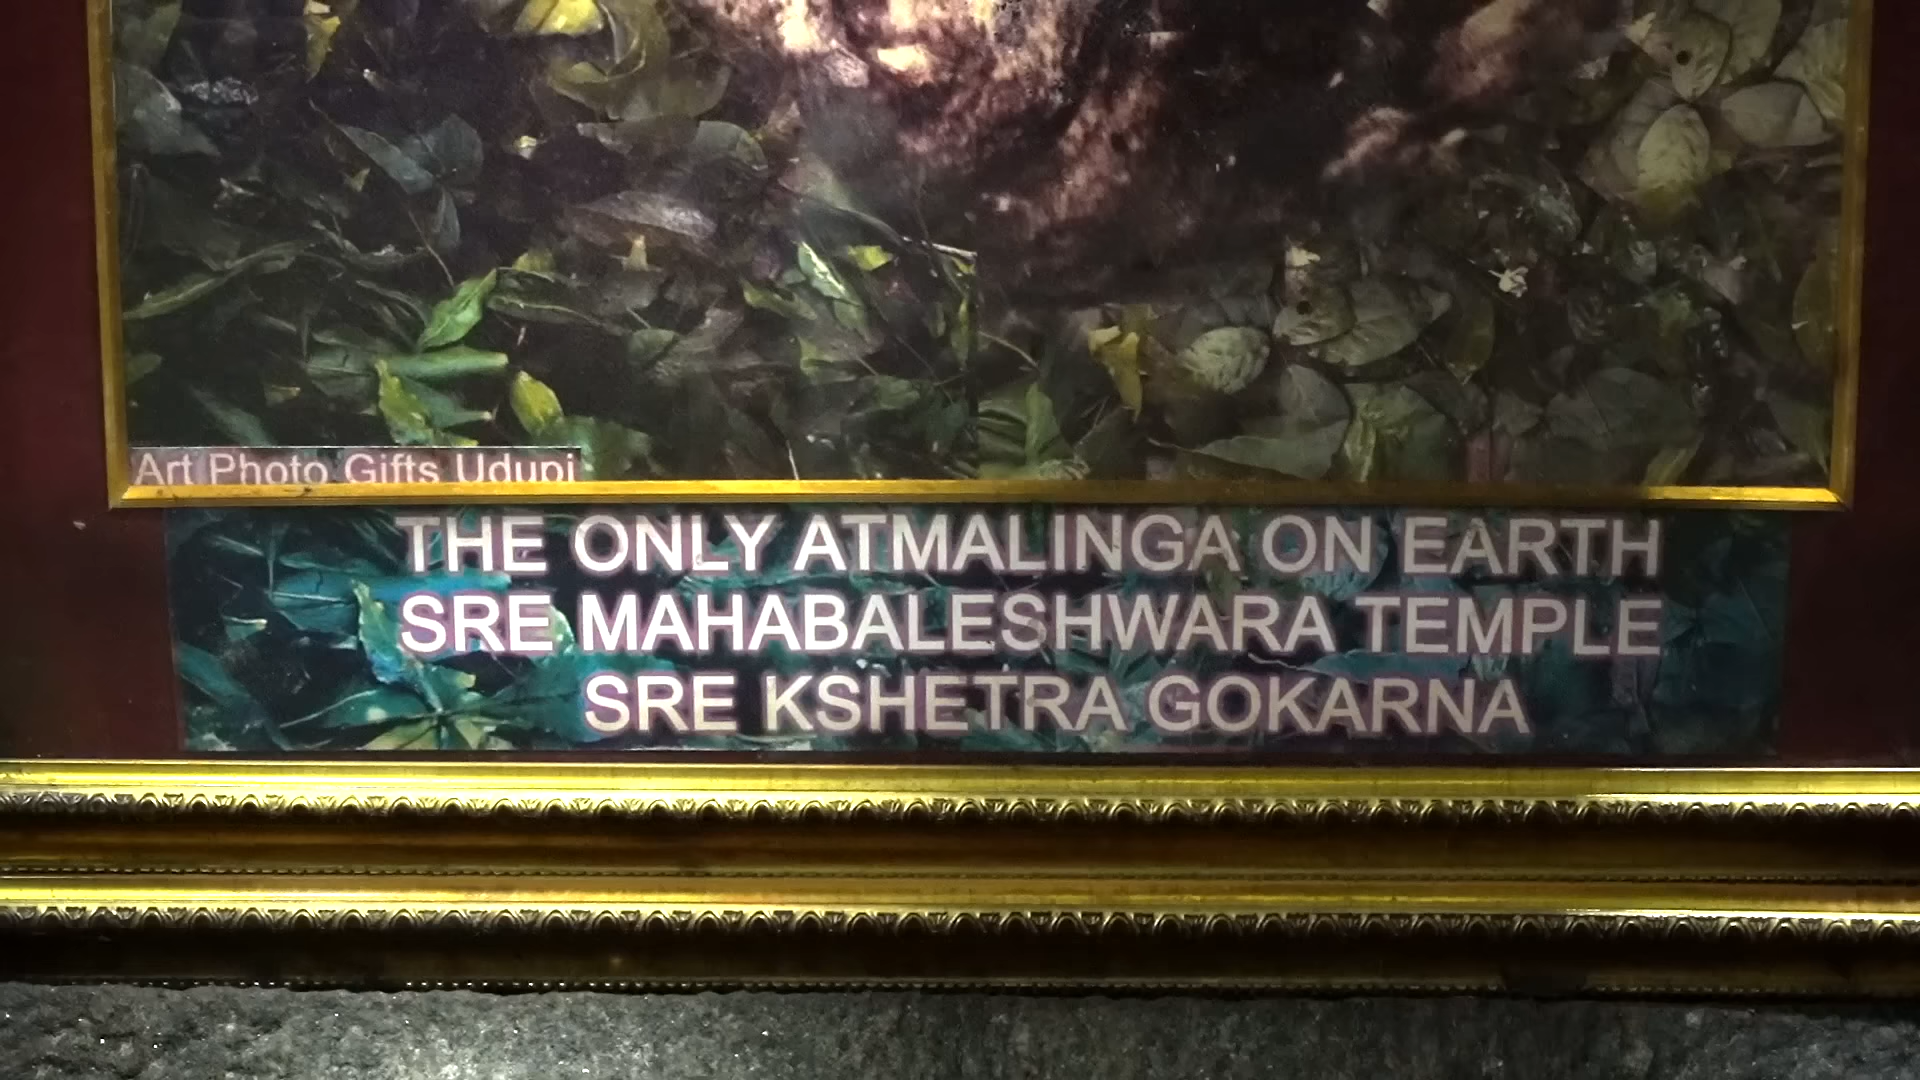 Art Photo Gifts Udupi
THE ONLY ATMALINGA ON EARTH
SRE MAHABALESHWARA TEMPLE
SRE KSHETRA GOKARNA